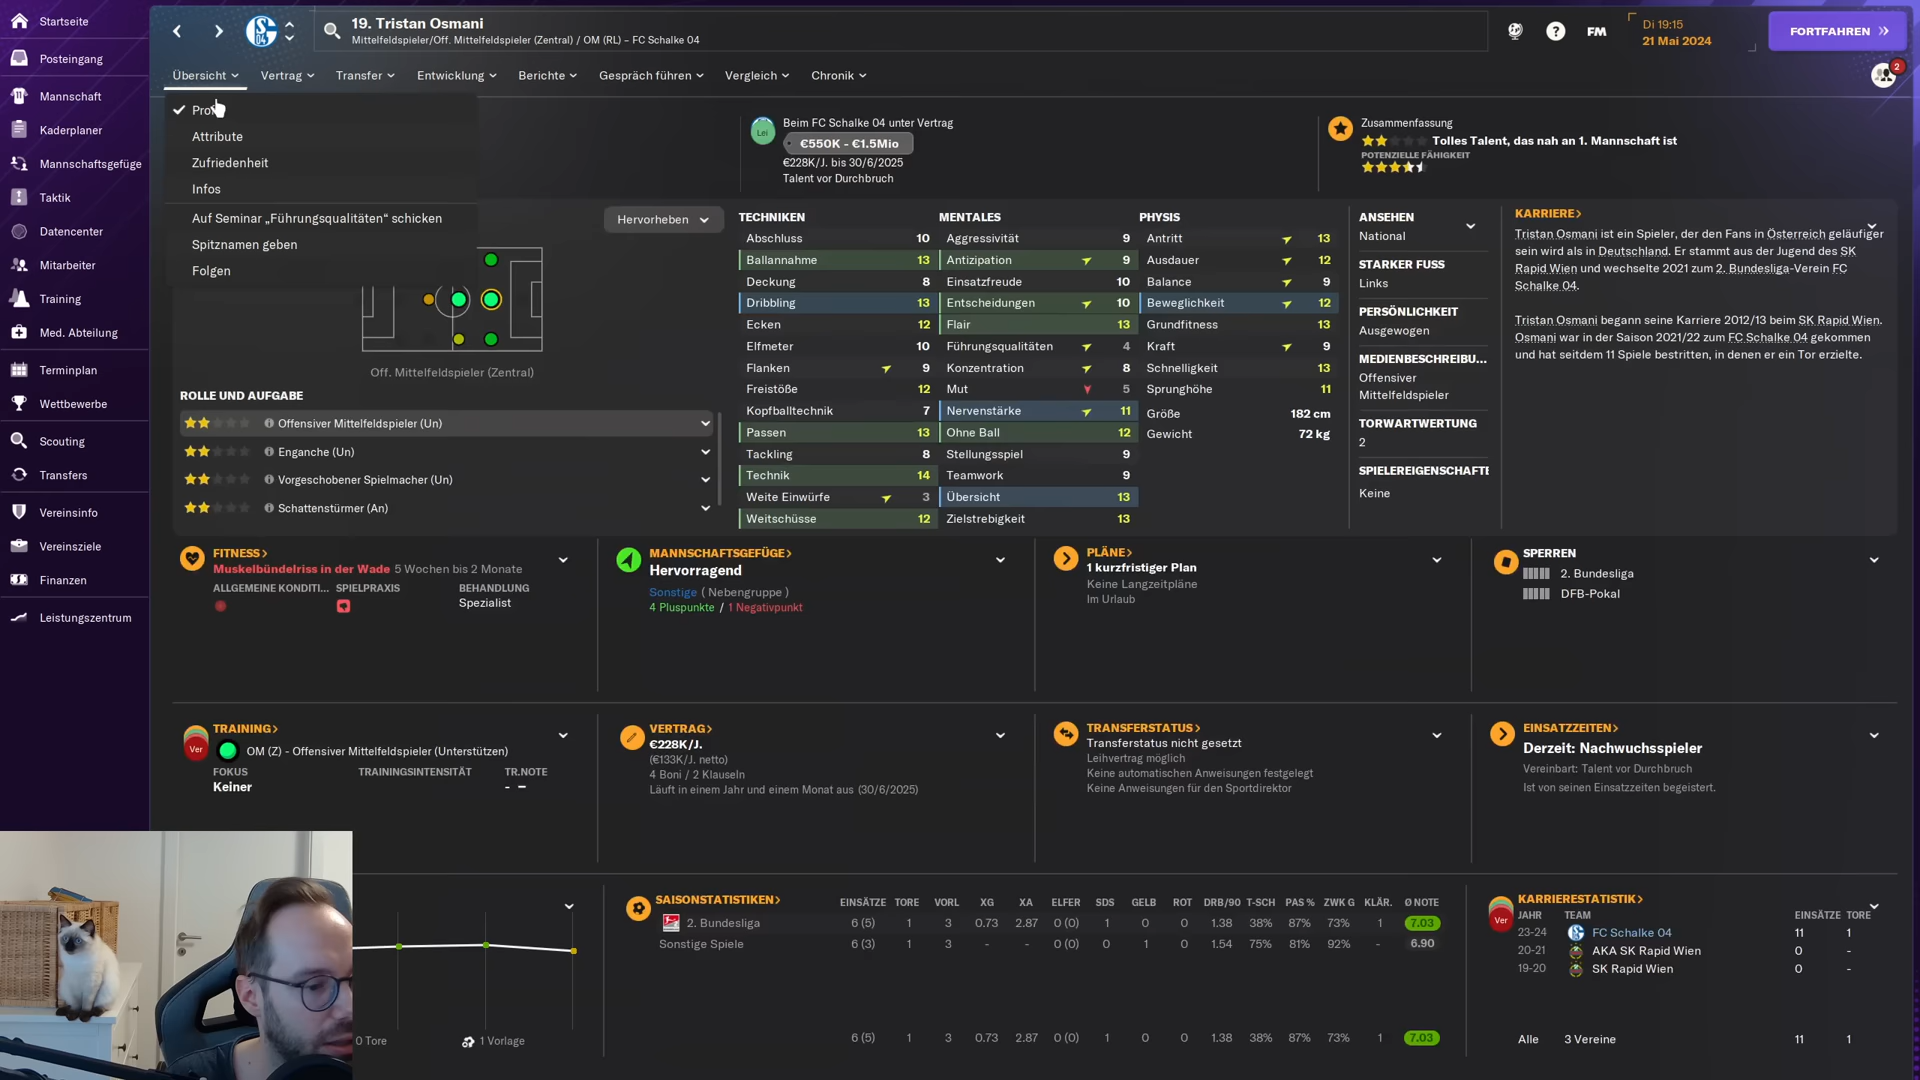 Startseite
Posteingang
Mannschaft
Kaderplaner
Mannschaftsgefüge
Taktik
Datencenter
Mitarbeiter
Training
Med. Abteilung
Terminplan
Wettbewerbe
Scouting
Transfers
Vereinsinfo
Vereinsziele
Finanzen
Leistungszentrum
19. Tristan Osmani
Mittelfeldspieler/Off. Mittelfeldspieler (Zentral) / OM (RL) – FC Schalke 04
FM
Di 19:15
21 Mai 2024
FORTFAHREN
Übersicht Vertrag Transfer Entwicklung Berichte Gespräch führen Vergleich Chronik
2
Attribute
Zufriedenheit
Infos
Auf Seminar „Führungsqualitäten“ schicken
Spitznamen geben
Folgen
Lei
Beim FC Schalke 04 unter Vertrag
€550K - €1.5Mio
€228K/J. bis 30/6/2025
Talent vor Durchbruch
Zusammenfassung
Tolles Talent, das nah an 1. Mannschaft ist
POTENZIELLE FÄHIGKEIT
Hervorheben
Off. Mittelfeldspieler (Zentral)
ROLLE UND AUFGABE
Offensiver Mittelfeldspieler (Un)
Enganche (Un)
Vorgeschobener Spielmacher (Un)
Schattenstürmer (An)
TECHNIKEN
Abschluss 10
Ballannahme 13
Deckung 8
Dribbling 13
Ecken 12
Elfmeter 10
Flanken 9
Freistöße 12
Kopfballtechnik 7
Passen 13
Tackling 8
Technik 14
Weite Einwürfe 3
Weitschüsse 12
MENTALES
Aggressivität 9
Antizipation 9
Einsatzfreude 10
Entscheidungen 10
Flair 13
Führungsqualitäten 4
Konzentration 8
Mut 5
Nervenstärke 11
Ohne Ball 12
Stellungsspiel 9
Teamwork 9
Übersicht 13
Zielstrebigkeit 13
PHYSIS
Antritt 13
Ausdauer 12
Balance 9
Beweglichkeit 12
Grundfitness 13
Kraft 9
Schnelligkeit 13
Sprunghöhe 11
Größe 182 cm
Gewicht 72 kg
ANSEHEN
National
STARKER FUSS
Links
PERSÖNLICHKEIT
Ausgewogen
MEDIENBESCHREIBU...
Offensiver
Mittelfeldspieler
TORWARTWERTUNG
2
SPIELEREIGENSCHAFTE
Keine
KARRIERE
Tristan Osmani ist ein Spieler, der den Fans in Österreich geläufiger
sein wird als in Deutschland. Er stammt aus der Jugend des SK
Rapid Wien und wechselte 2021 zum 2. Bundesliga-Verein FC
Schalke 04.
Tristan Osmani begann seine Karriere 2012/13 beim SK Rapid Wien.
Osmani war in der Saison 2021/22 zum FC Schalke 04 gekommen
und hat seitdem 11 Spiele bestritten, in denen er ein Tor erzielte.
FITNESS
Muskelbündelriss in der Wade 5 Wochen bis 2 Monate
ALLGEMEINE KONDITI... SPIELPRAXIS BEHANDLUNG
Spezialist
MANNSCHAFTSGEFÜGE
Hervorragend
Sonstige ( Nebengruppe )
4 Pluspunkte / 1 Negativpunkt
PLÄNE
1 kurzfristiger Plan
Keine Langzeitpläne
Im Urlaub
SPERREN
2. Bundesliga
DFB-Pokal
TRAINING
Ver
OM (Z) - Offensiver Mittelfeldspieler (Unterstützen)
FOKUS TRAININGSINTENSITÄT TR.NOTE
Keiner - –
VERTRAG
€228K/J.
(€133K/J. netto)
4 Boni / 2 Klauseln
Läuft in einem Jahr und einem Monat aus (30/6/2025)
TRANSFERSTATUS
Transferstatus nicht gesetzt
Leihvertrag möglich
Keine automatischen Anweisungen festgelegt
Keine Anweisungen für den Sportdirektor
EINSATZZEITEN
Derzeit: Nachwuchsspieler
Vereinbart: Talent vor Durchbruch
Ist von seinen Einsatzzeiten begeistert.
0 Tore
1 Vorlage
SAISONSTATISTIKEN EINSÄTZE TORE VORL XG XA ELFER SDS GELB ROT DRB/90 T-SCH PAS % ZWK G KLÄR. Ø NOTE
2. Bundesliga 6 (5) 1 3 0.73 2.87 0 (0) 1 0 0 1.38 38% 87% 73% 1 7.03
Sonstige Spiele 6 (3) 1 3 - - 0 (0) 0 1 0 1.54 75% 81% 92% - 6.90
6 (5) 1 3 0.73 2.87 0 (0) 1 0 0 1.38 38% 87% 73% 1 7.03
Ver
KARRIERESTATISTIK
JAHR TEAM EINSÄTZE TORE
23-24 FC Schalke 04 11 1
20-21 AKA SK Rapid Wien 0 -
19-20 SK Rapid Wien 0 -
Alle 3 Vereine 11 1